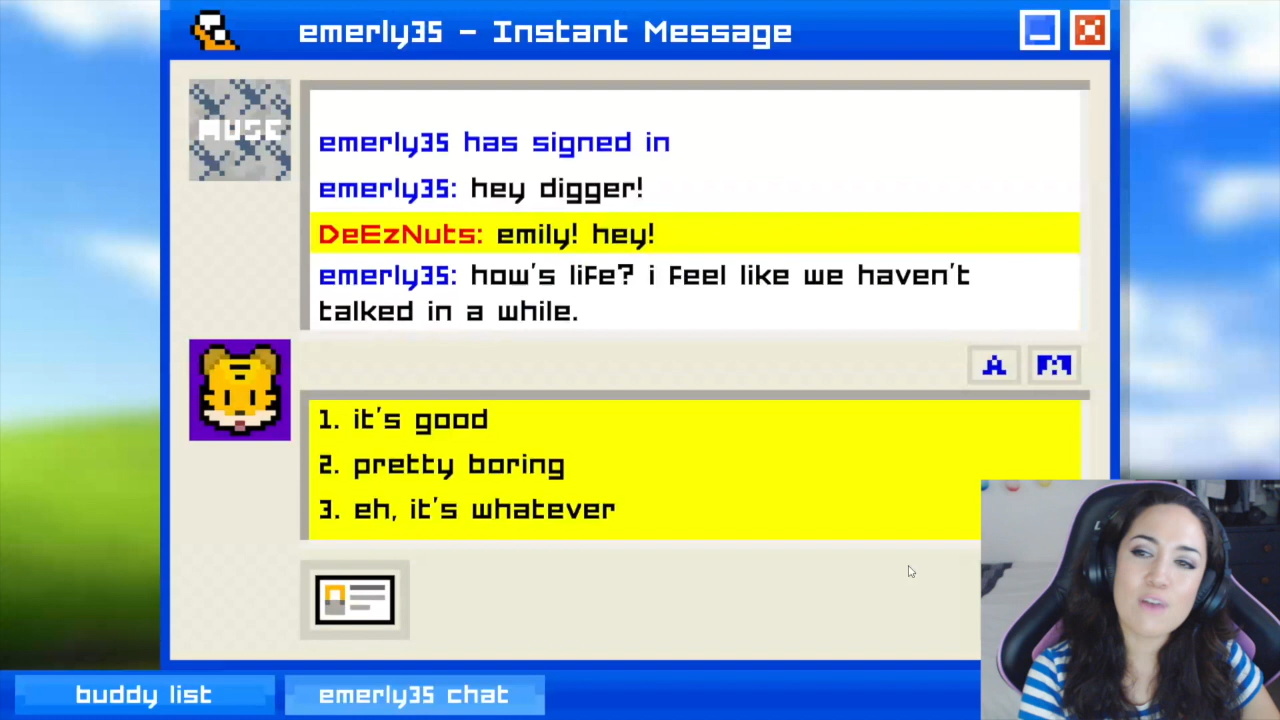 emerly35 - Instant Message
MUSE
emerly35 has signed in
emerly35: hey digger!
DeEzNuts: emily! hey!
emerly35: how's life? i feel like we haven't
talked in a while.
A
1. it's good
2. pretty boring
3. eh, it's whatever
buddy list
emerly35 chat